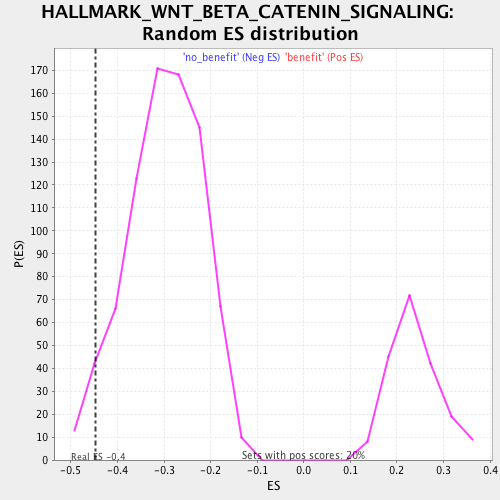 HALLMARK_WNT_BETA_CATENIN_SIGNALING:
Random ES distribution
'no_benefit' (Neg ES) 'benefit' (Pos ES)
170
160
150
140
130
120
110
100
90
80
70
60
50
40
30
20
10
0
P(ES)
Real ES -0.4
Sets with pos scores: 20%
-0.5 -0.4 -0.3 -0.2 -0.1 0.0 0.1 0.2 0.3 0.4
ES